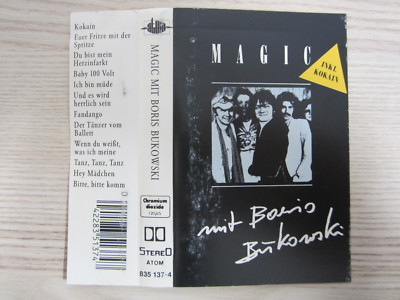 Kokain
Euer Fritze mit der
Spritze
Du bist mein
Herzinfarkt
Baby 100 Volt
Ich bin müde
Und es wird
herrlich sein
Fandango
Der Tänzer vom
Ballett
Wenn du weißt,
was ich meine
Tanz, Tanz, Tanz
Hey Mädchen
Bitte, bitte komm
MAGIC MIT BORIS BUKOWSKI
Chromium
dioxide
STEREO
ATOM
835 137-4
MAGIC
INKL.
KOKAIN
mit Boris
Bukowski